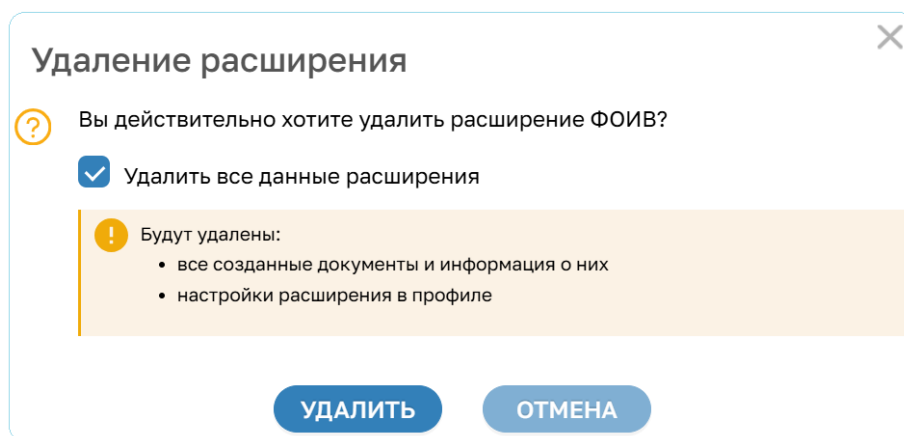 Удаление расширения
Вы действительно хотите удалить расширение ФОИВ?
Удалить все данные расширения
Будут удалены:
• все созданные документы и информация о них
• настройки расширения в профиле
УДАЛИТЬ ОТМЕНА